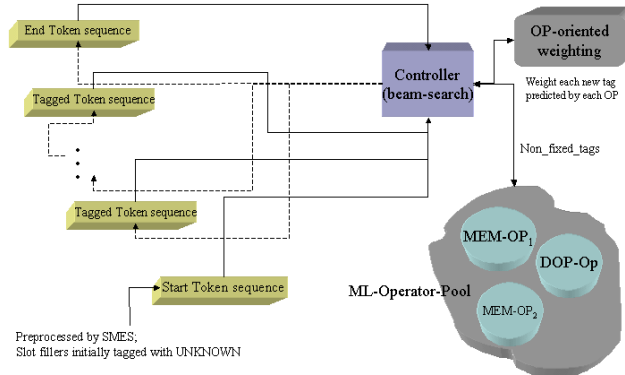 End Token sequence
OP-oriented
weighting
Controller
(beam-search)
Weight each new tag
predicted by each OP
Tagged Token sequence
Non_fixed_tags
Tagged Token sequence
MEM-OP1
DOP-Op
ML-Operator-Pool
MEM-OP2
Start Token sequence
Preprocessed by SMES;
Slot fillers initially tagged with UNKNOWN